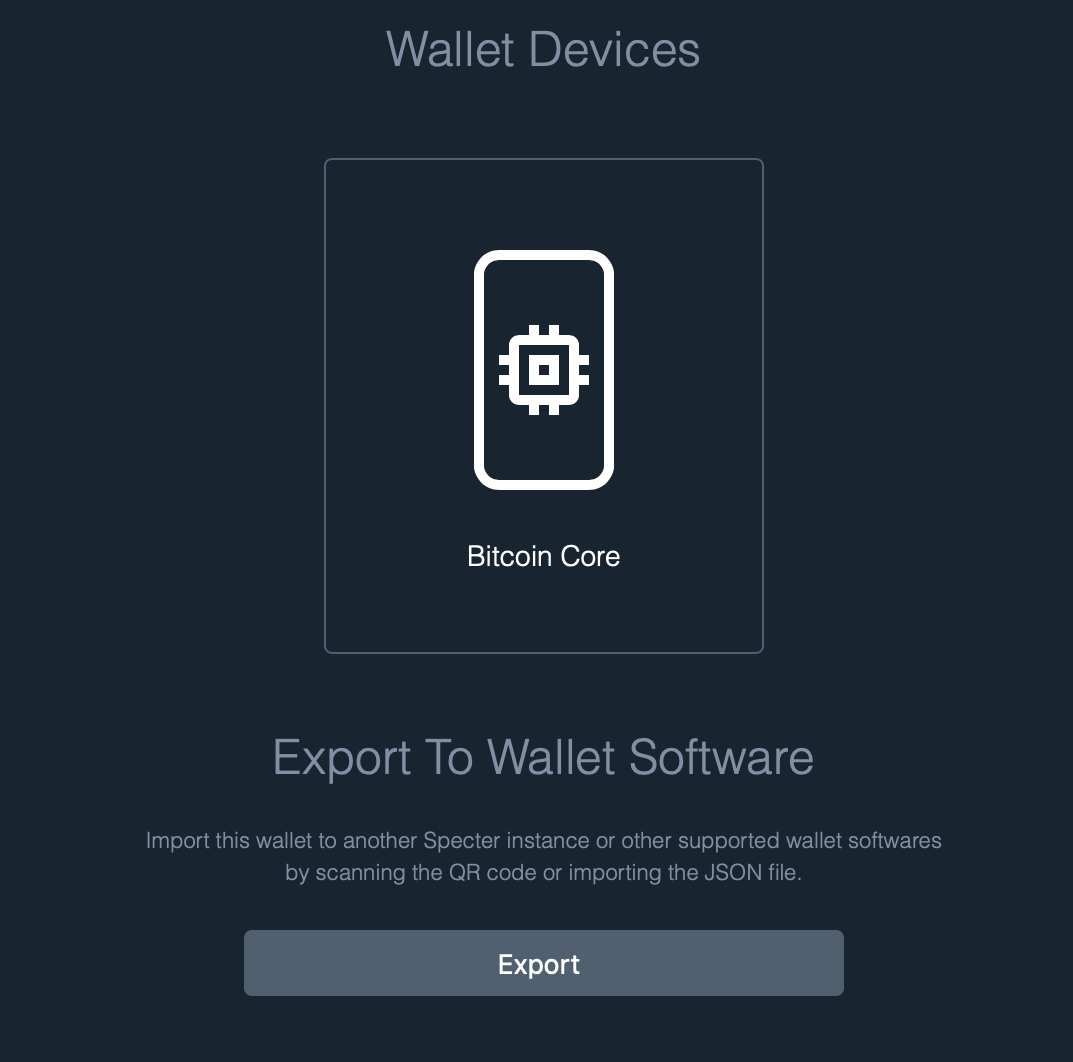 Wallet Devices
Bitcoin Core
Export To Wallet Software
Import this wallet to another Specter instance or other supported wallet softwares
by scanning the QR code or importing the JSON file.
Export